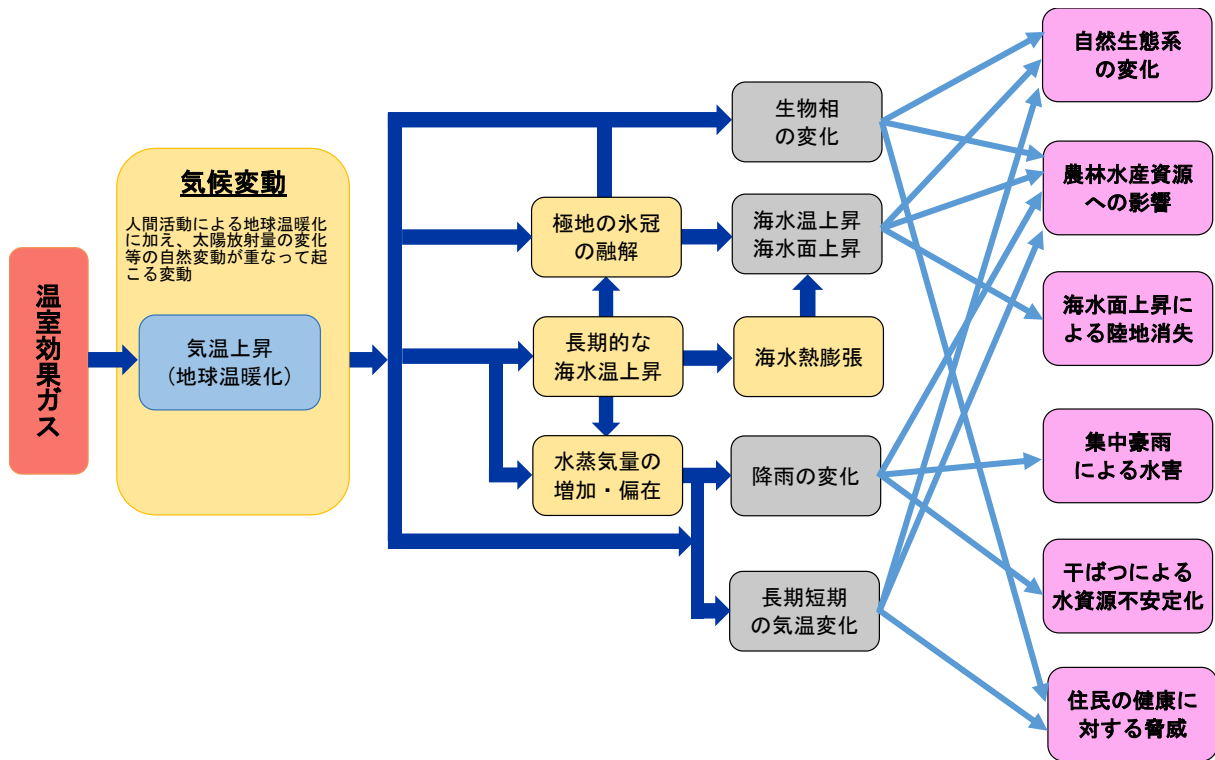 温室効果ガス
気候変動
人間活動による地球温暖化
に加え、太陽放射量の変化
等の自然変動が重なって起
こる変動
気温上昇
（地球温暖化）
極地の氷冠
の融解
長期的な
海水温上昇
水蒸気量の
増加・偏在
生物相
の変化
海水温上昇
海水面上昇
海水熱膨張
降雨の変化
長期短期
の気温変化
自然生態系
の変化
農林水産資源
への影響
海水面上昇に
よる陸地消失
集中豪雨
による水害
干ばつによる
水資源不安定化
住民の健康に
対する脅威